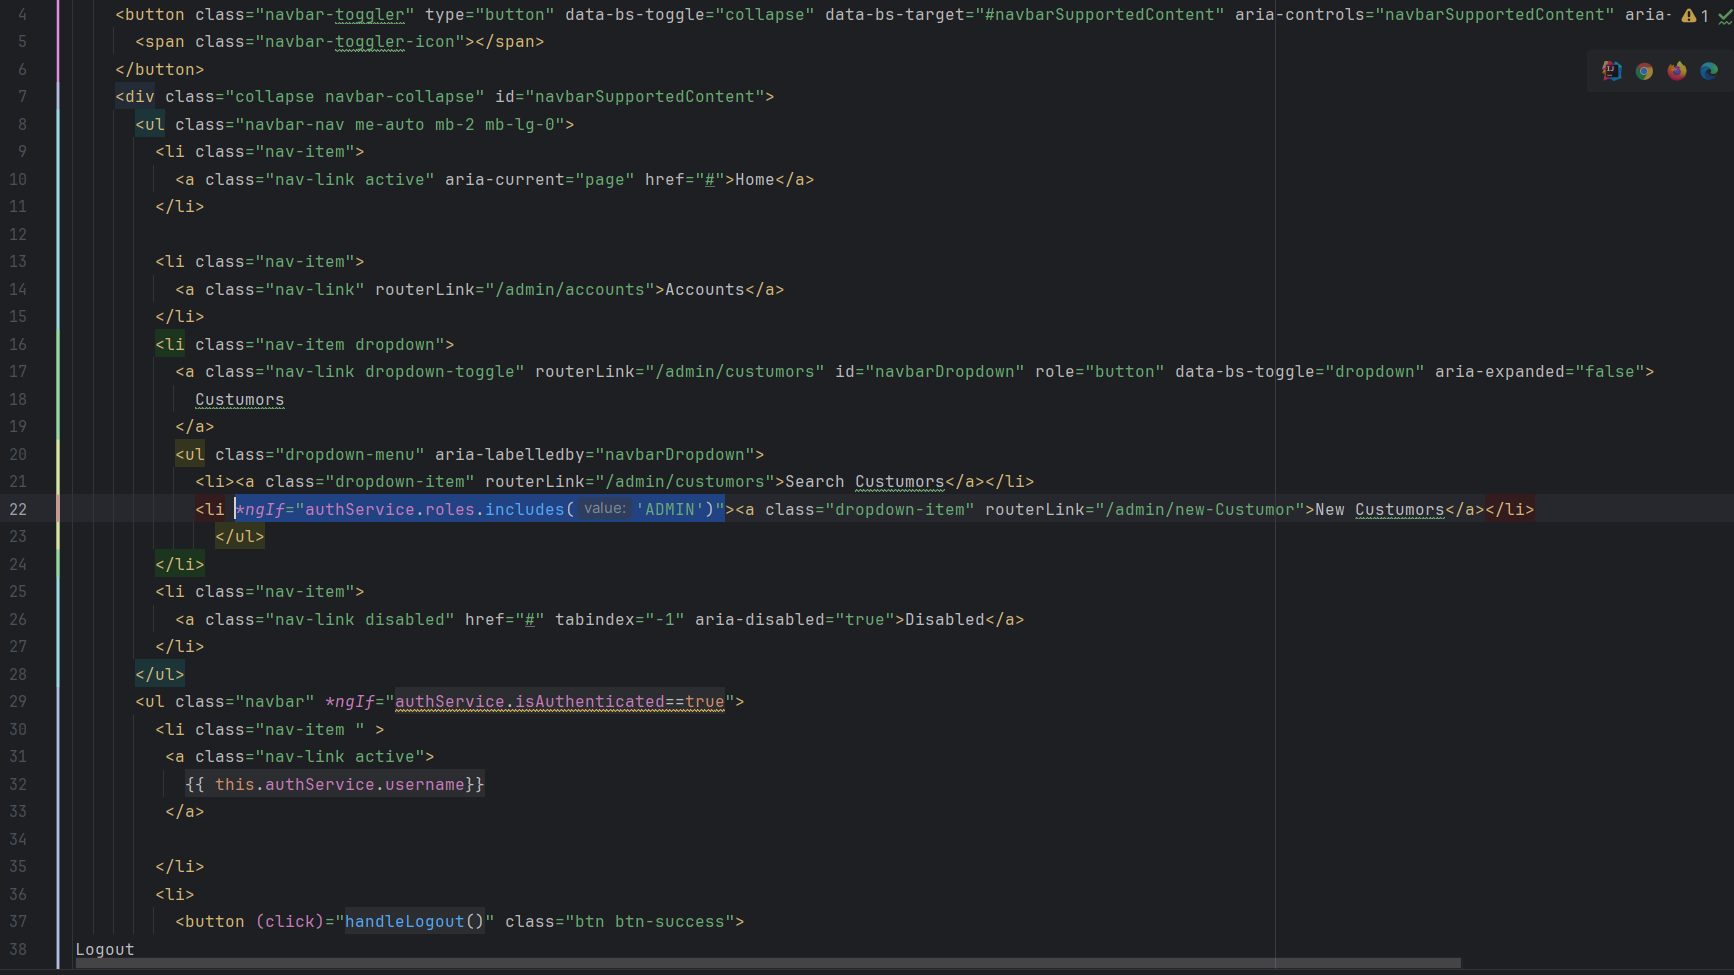 4 <button class="navbar-toggler" type="button" data-bs-toggle="collapse" data-bs-target="#navbarSupportedContent" aria-controls="navbarSupportedContent" aria- 1
5 <span class="navbar-toggler-icon"></span>
6 </button>
7 <div class="collapse navbar-collapse" id="navbarSupportedContent">
8 <ul class="navbar-nav me-auto mb-2 mb-lg-0">
9 <li class="nav-item">
10 <a class="nav-link active" aria-current="page" href="#">Home</a>
11 </li>
12
13 <li class="nav-item">
14 <a class="nav-link" routerLink="/admin/accounts">Accounts</a>
15 </li>
16 <li class="nav-item dropdown">
17 <a class="nav-link dropdown-toggle" routerLink="/admin/custumors" id="navbarDropdown" role="button" data-bs-toggle="dropdown" aria-expanded="false">
18 Custumors
19 </a>
20 <ul class="dropdown-menu" aria-labelledby="navbarDropdown">
21 <li><a class="dropdown-item" routerLink="/admin/custumors">Search Custumors</a></li>
22 <li *ngIf="authService.roles.includes( value: 'ADMIN')"><a class="dropdown-item" routerLink="/admin/new-Custumor">New Custumors</a></li>
23 </ul>
24 </li>
25 <li class="nav-item">
26 <a class="nav-link disabled" href="#" tabindex="-1" aria-disabled="true">Disabled</a>
27 </li>
28 </ul>
29 <ul class="navbar" *ngIf="authService.isAuthenticated==true">
30 <li class="nav-item " >
31 <a class="nav-link active">
32 {{ this.authService.username}}
33 </a>
34
35 </li>
36 <li>
37 <button (click)="handleLogout()" class="btn btn-success">
38 Logout